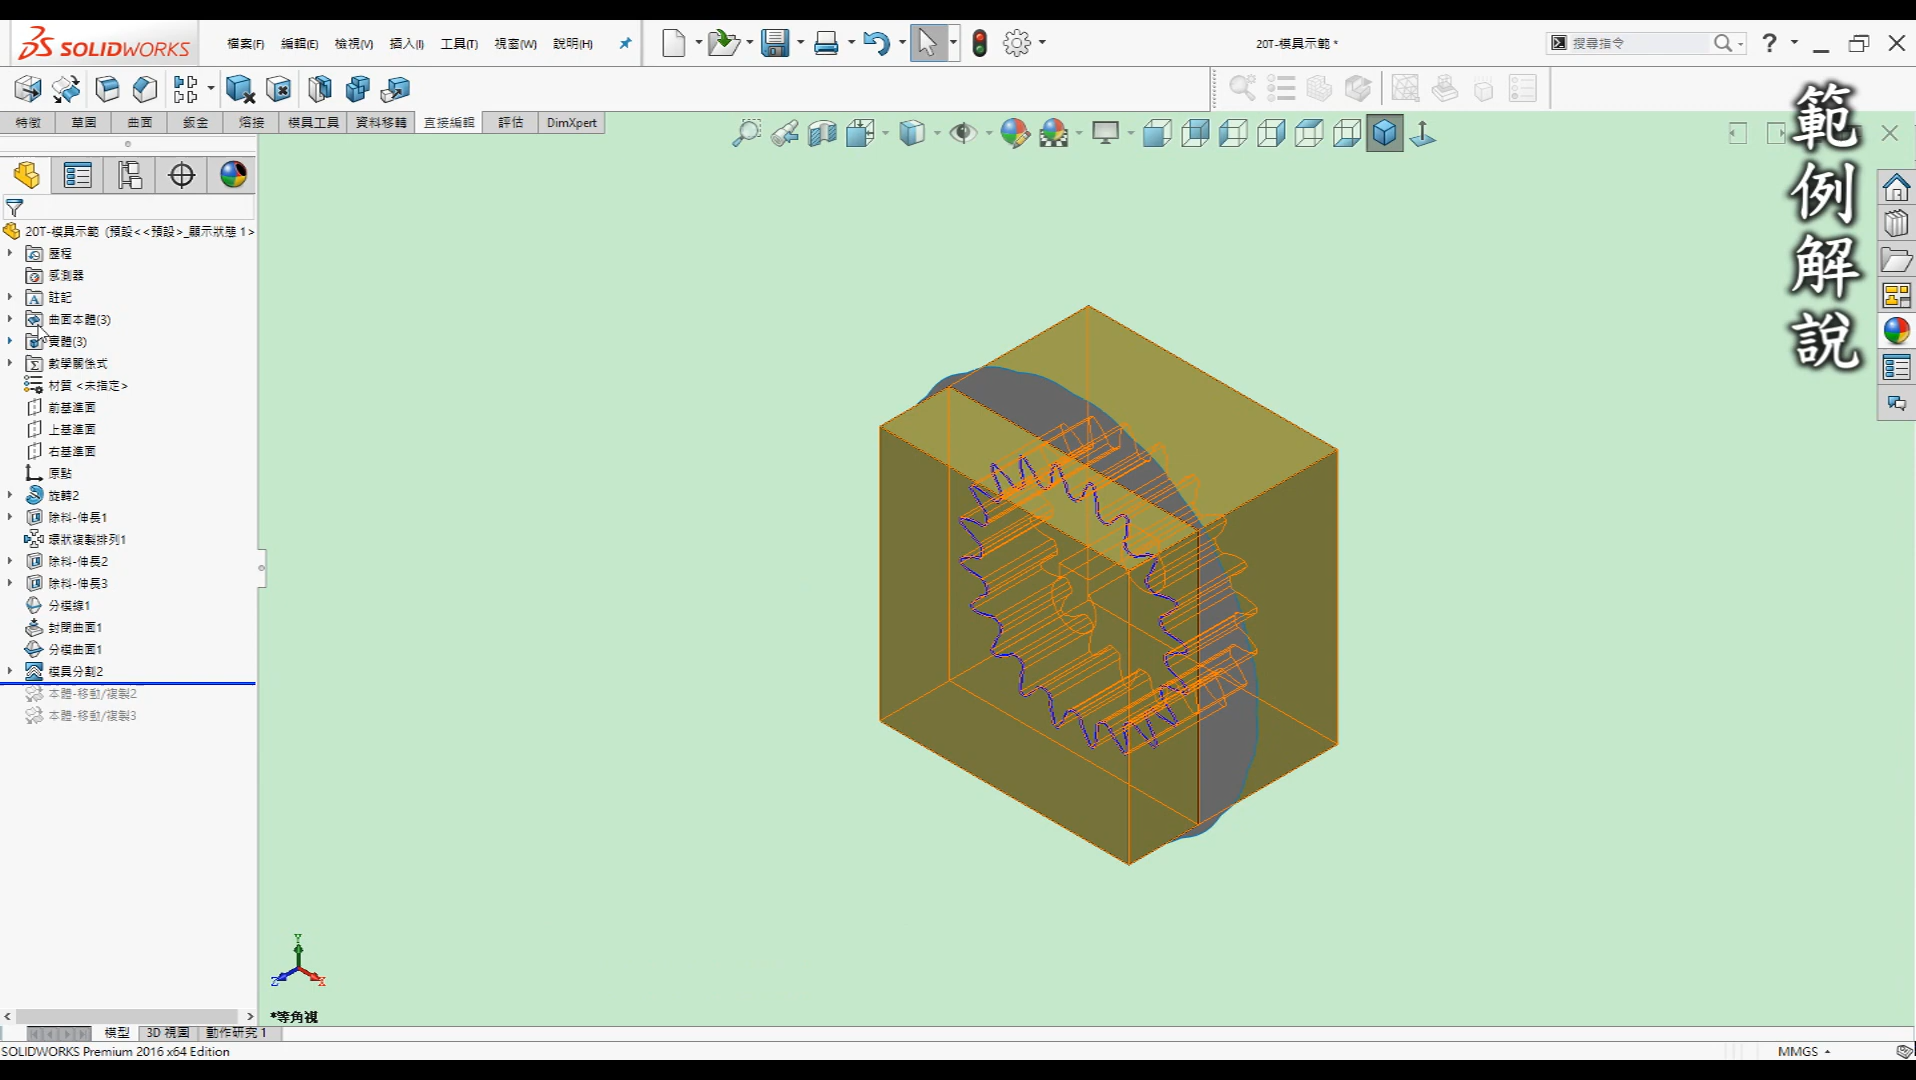 SOLIDWORKS
檔案(F) 編輯(E) 檢視(V) 插入(I) 工具(T) 視窗(W) 說明(H)
20T-模具示範 *
搜尋指令
特徵 草圖 曲面 鈑金 熔接 模具工具 資料移轉 直接編輯 評估 DimXpert
範例解說
20T-模具示範 (預設<<預設>_顯示狀態 1>
歷程
感測器
註記
曲面本體(3)
實體(3)
數學關係式
材質 <未指定>
前基準面
上基準面
右基準面
原點
旋轉2
除料-伸長1
環狀複製排列1
除料-伸長2
除料-伸長3
分模線1
封閉曲面1
分模曲面1
模具分割2
本體-移動/複製2
本體-移動/複製3
Y
Z X
*等角視
模型 3D 視圖 動作研究 1
SOLIDWORKS Premium 2016 x64 Edition
MMGS